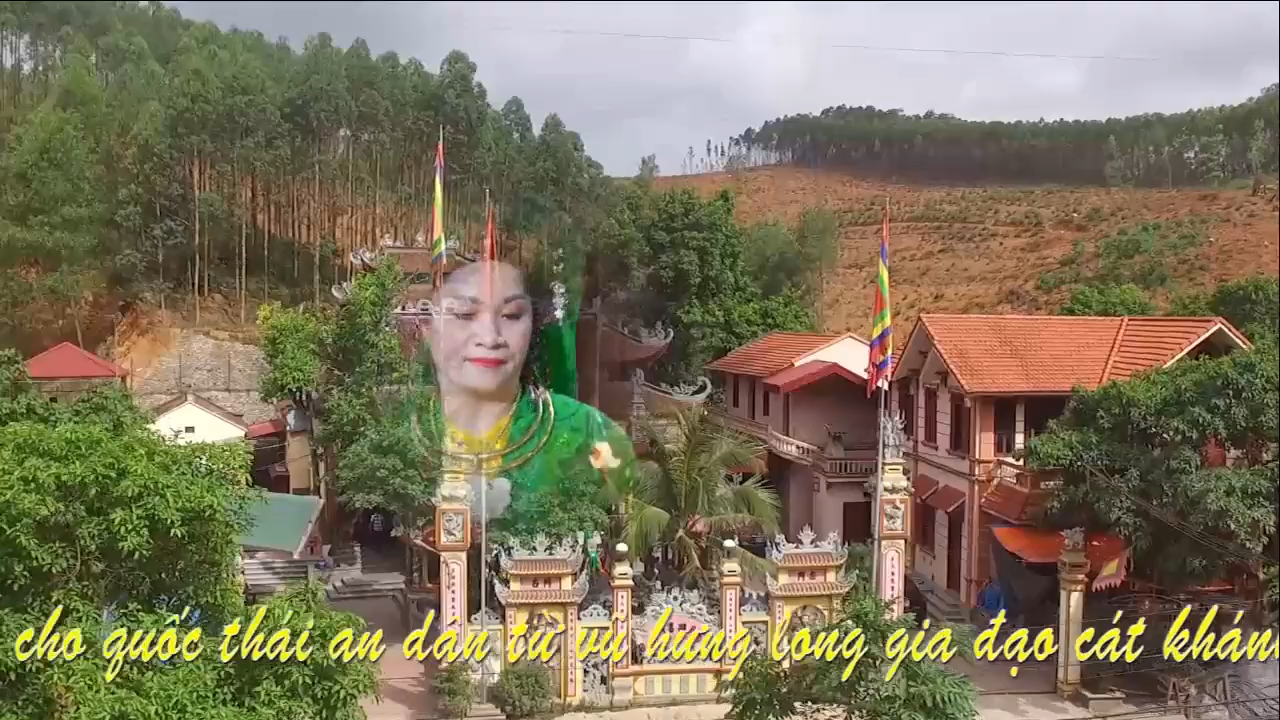 cho quốc thái an dân tứ vụ hưng long gia đạo cát khán